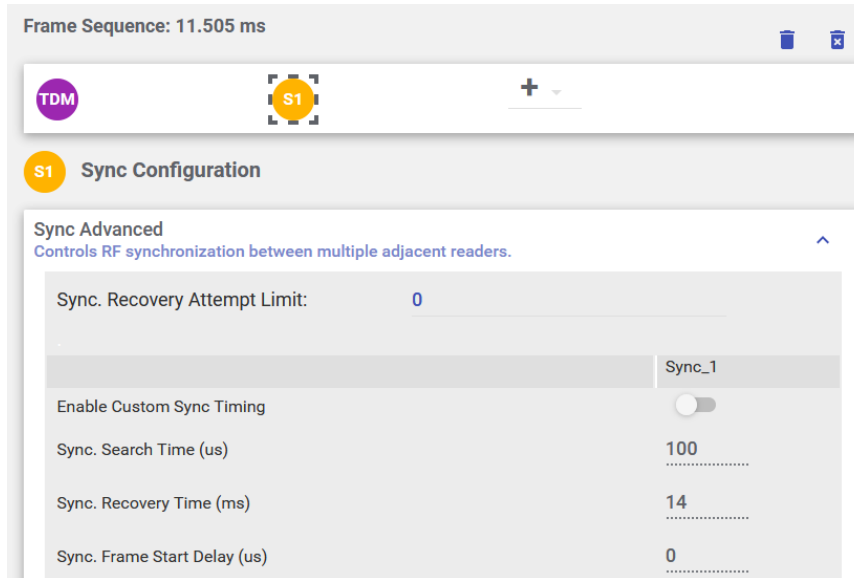 Frame Sequence: 11.505 ms
TDM
S1
+
S1 Sync Configuration
Sync Advanced
Controls RF synchronization between multiple adjacent readers.
Sync. Recovery Attempt Limit: 0
.
Sync_1
Enable Custom Sync Timing
Sync. Search Time (us) 100
Sync. Recovery Time (ms) 14
Sync. Frame Start Delay (us) 0